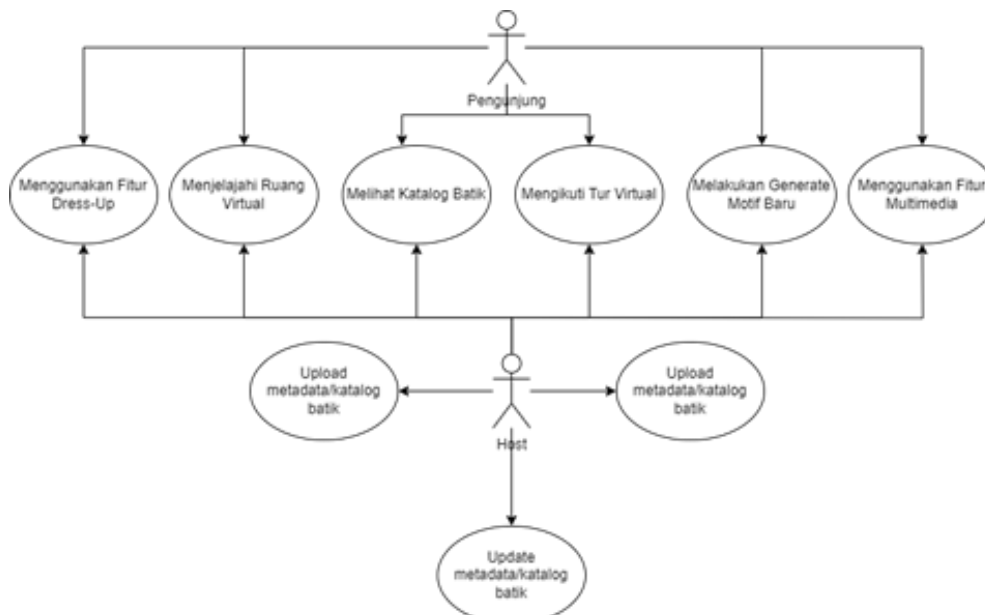 Pengunjung
Menggunakan Fitur
Dress-Up
Menjelajahi Ruang
Virtual
Melihat Katalog Batik
Mengikuti Tur Virtual
Melakukan Generate
Motif Baru
Menggunakan Fitur
Multimedia
Upload
metadata/katalog
batik
Upload
metadata/katalog
batik
Host
Update
metadata/katalog
batik